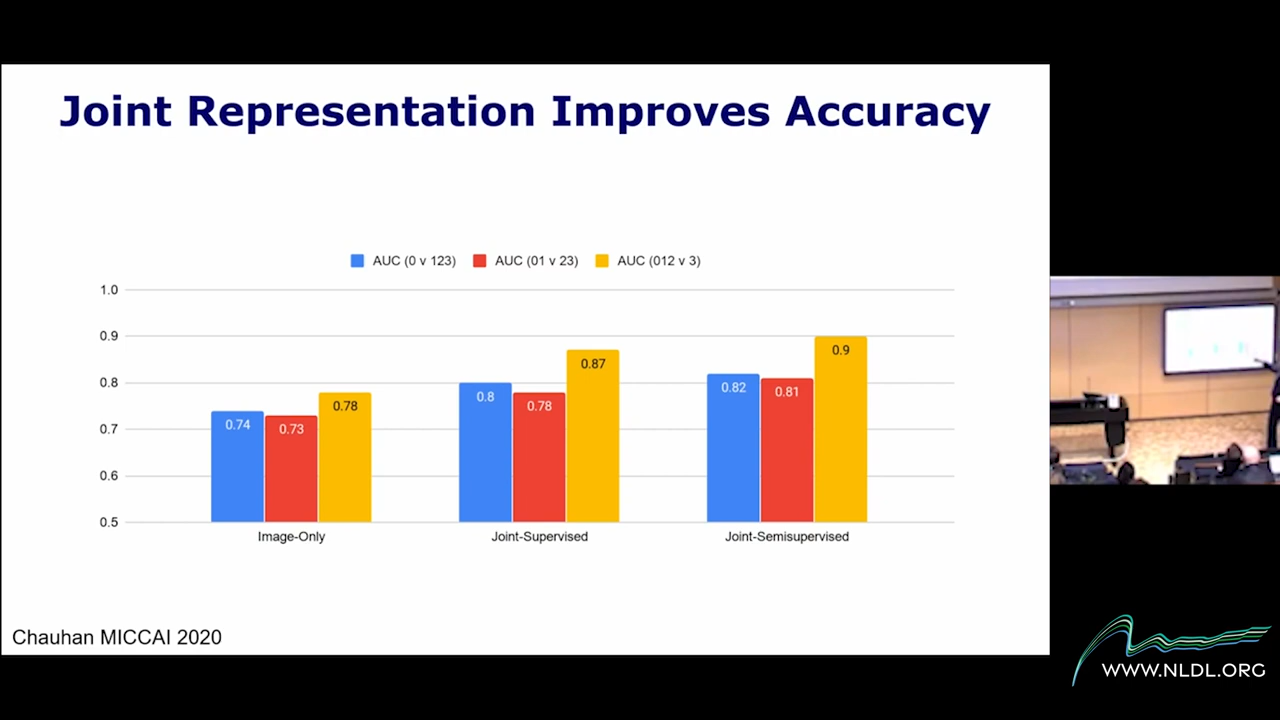 Joint Representation Improves Accuracy
AUC (0 v 123) AUC (01 v 23) AUC (012 v 3)
1.0
0.9
0.8
0.7
0.6
0.5
0.74 0.73 0.78
0.8 0.78 0.87
0.82 0.81 0.9
Image-Only Joint-Supervised Joint-Semisupervised
Chauhan MICCAI 2020
WWW.NLDL.ORG